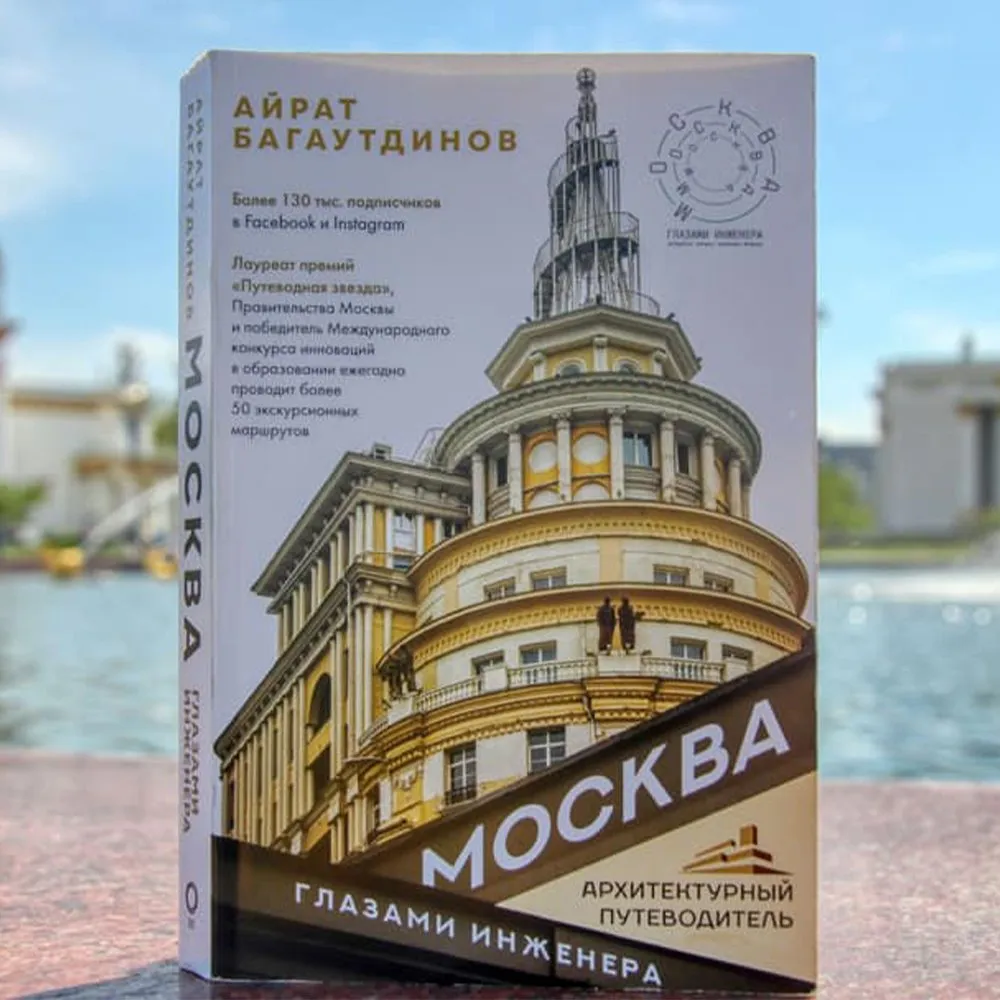 АЙРАТ
БАГАУТДИНОВ
Более 130 тыс. подписчиков
в Facebook и Instagram
Лауреат премий
«Путеводная звезда»,
Правительства Москвы
и победитель Международного
конкурса инноваций
в образовании ежегодно
проводит более
50 экскурсионных
маршрутов
МОСКВА
ГЛАЗАМИ ИНЖЕНЕРА
МОСКВА
ГЛАЗАМИ ИНЖЕНЕРА
АРХИТЕКТУРНЫЙ
ПУТЕВОДИТЕЛЬ
АЙРАТ
БАГАУТДИНОВ
МОСКВА
ГЛАЗАМИ
ИНЖЕНЕРА